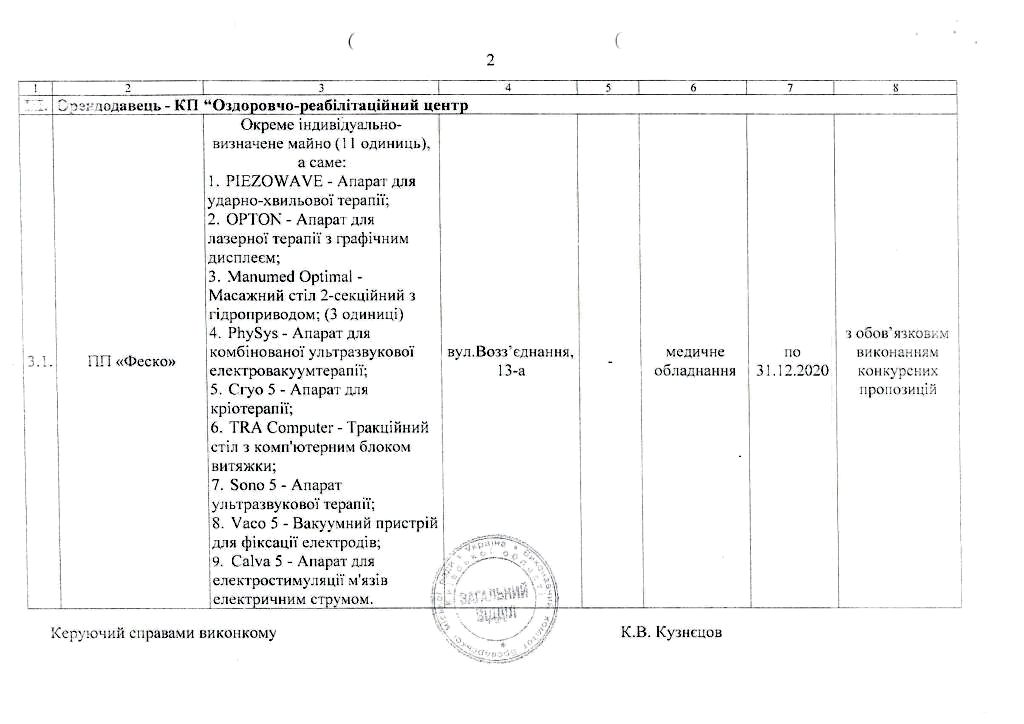 2
1 2 3 4 5 6 7 8
Орендодавець - КП “Оздоровчо-реабілітаційний центр
Окреме індивідуально-
визначене майно (11 одиниць),
а саме:
1. PIEZOWAVE - Апарат для
ударно-хвильової терапії;
2. OPTON - Апарат для
лазерної терапії з графічним
дисплеєм;
3. Manumed Optimal -
Масажний стіл 2-секційний з
гідроприводом; (3 одиниці)
4. PhySys - Апарат для
комбінованої ультразвукової
електровакуумтерапії;
5. Cryo 5 - Апарат для
кріотерапії;
6. TRA Computer - Тракційний
стіл з комп'ютерним блоком
витяжки;
7. Sono 5 - Апарат
ультразвукової терапії;
8. Vaco 5 - Вакуумний пристрій
для фіксації електродів;
9. Calva 5 - Апарат для
електростимуляції м'язів
електричним струмом.
3.1.
ПП «Феско»
вул.Возз’єднання,
13-а
-
медичне
обладнання
по
31.12.2020
з обов’язковим
виконанням
конкурсних
пропозицій
ЗАГАЛЬНИЙ
ВІДДІЛ
Керуючий справами виконкому К.В. Кузнєцов